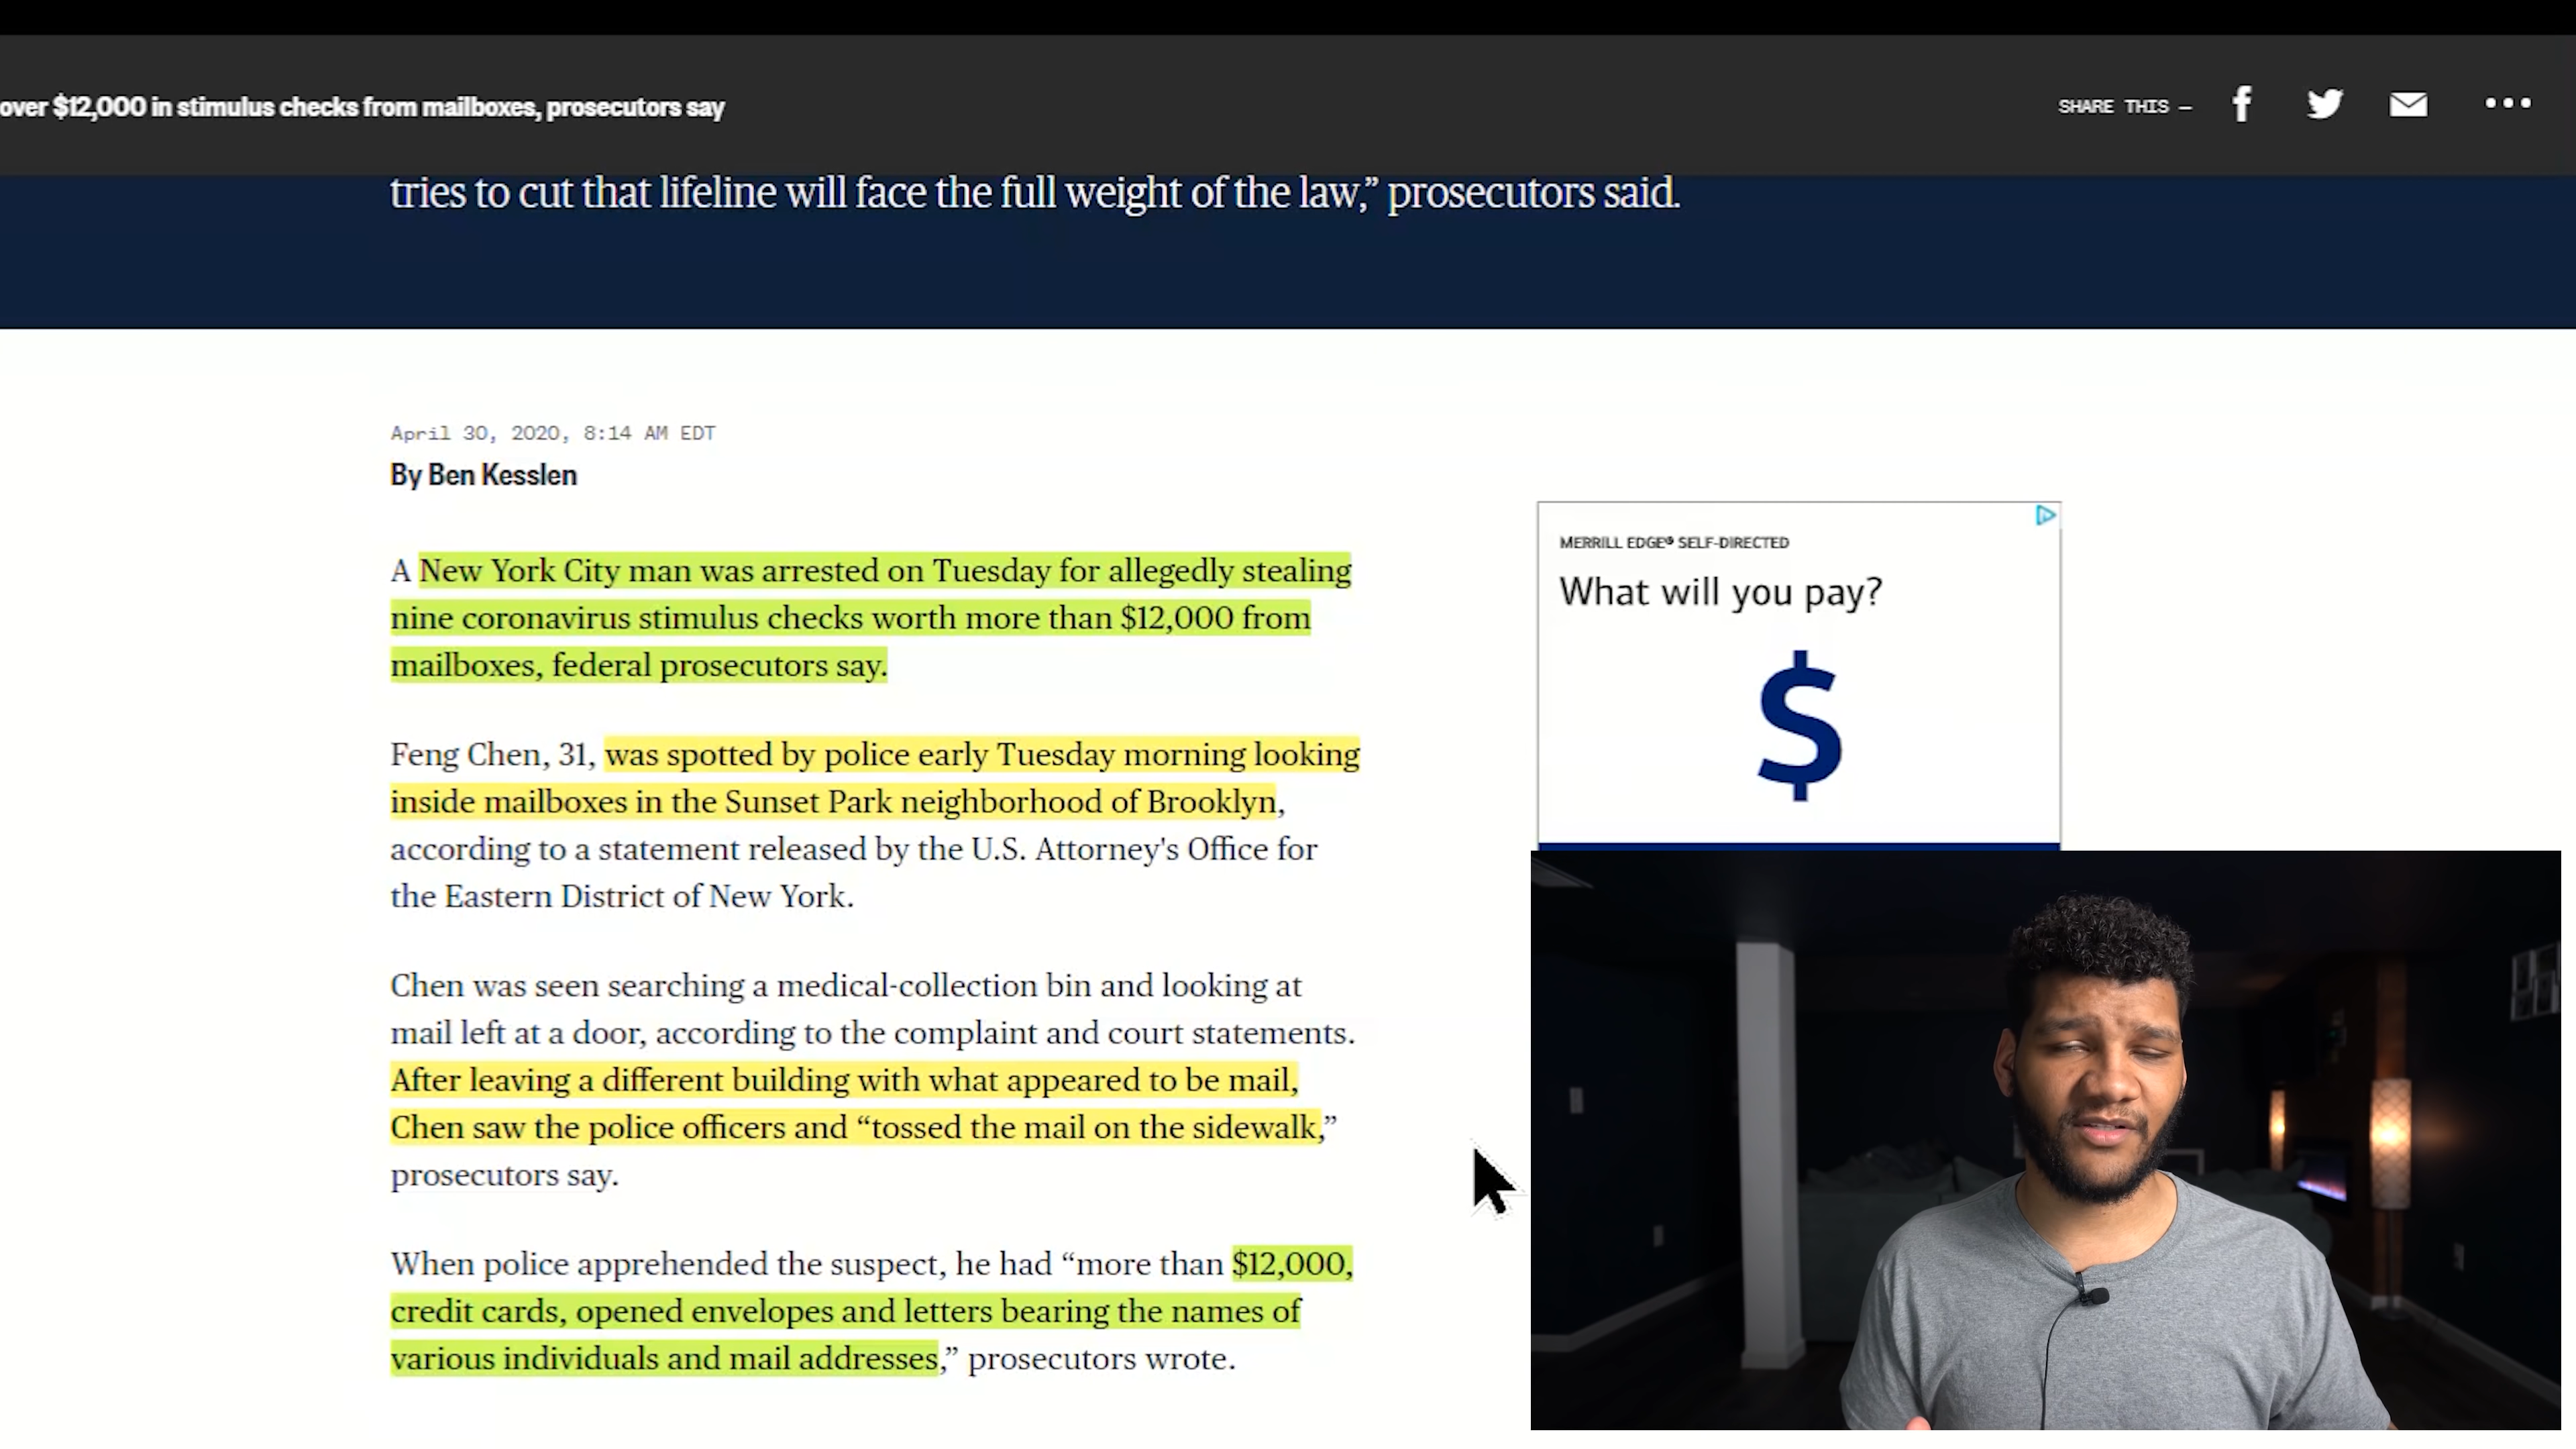 over $12,000 in stimulus checks from mailboxes, prosecutors say
SHARE THIS —
tries to cut that lifeline will face the full weight of the law,” prosecutors said.
April 30, 2020, 8:14 AM EDT
By Ben Kesslen
A New York City man was arrested on Tuesday for allegedly stealing
nine coronavirus stimulus checks worth more than $12,000 from
mailboxes, federal prosecutors say.
Feng Chen, 31, was spotted by police early Tuesday morning looking
inside mailboxes in the Sunset Park neighborhood of Brooklyn,
according to a statement released by the U.S. Attorney's Office for
the Eastern District of New York.
Chen was seen searching a medical-collection bin and looking at
mail left at a door, according to the complaint and court statements.
After leaving a different building with what appeared to be mail,
Chen saw the police officers and “tossed the mail on the sidewalk,”
prosecutors say.
When police apprehended the suspect, he had “more than $12,000,
credit cards, opened envelopes and letters bearing the names of
various individuals and mail addresses,” prosecutors wrote.
MERRILL EDGE® SELF-DIRECTED
What will you pay?
$